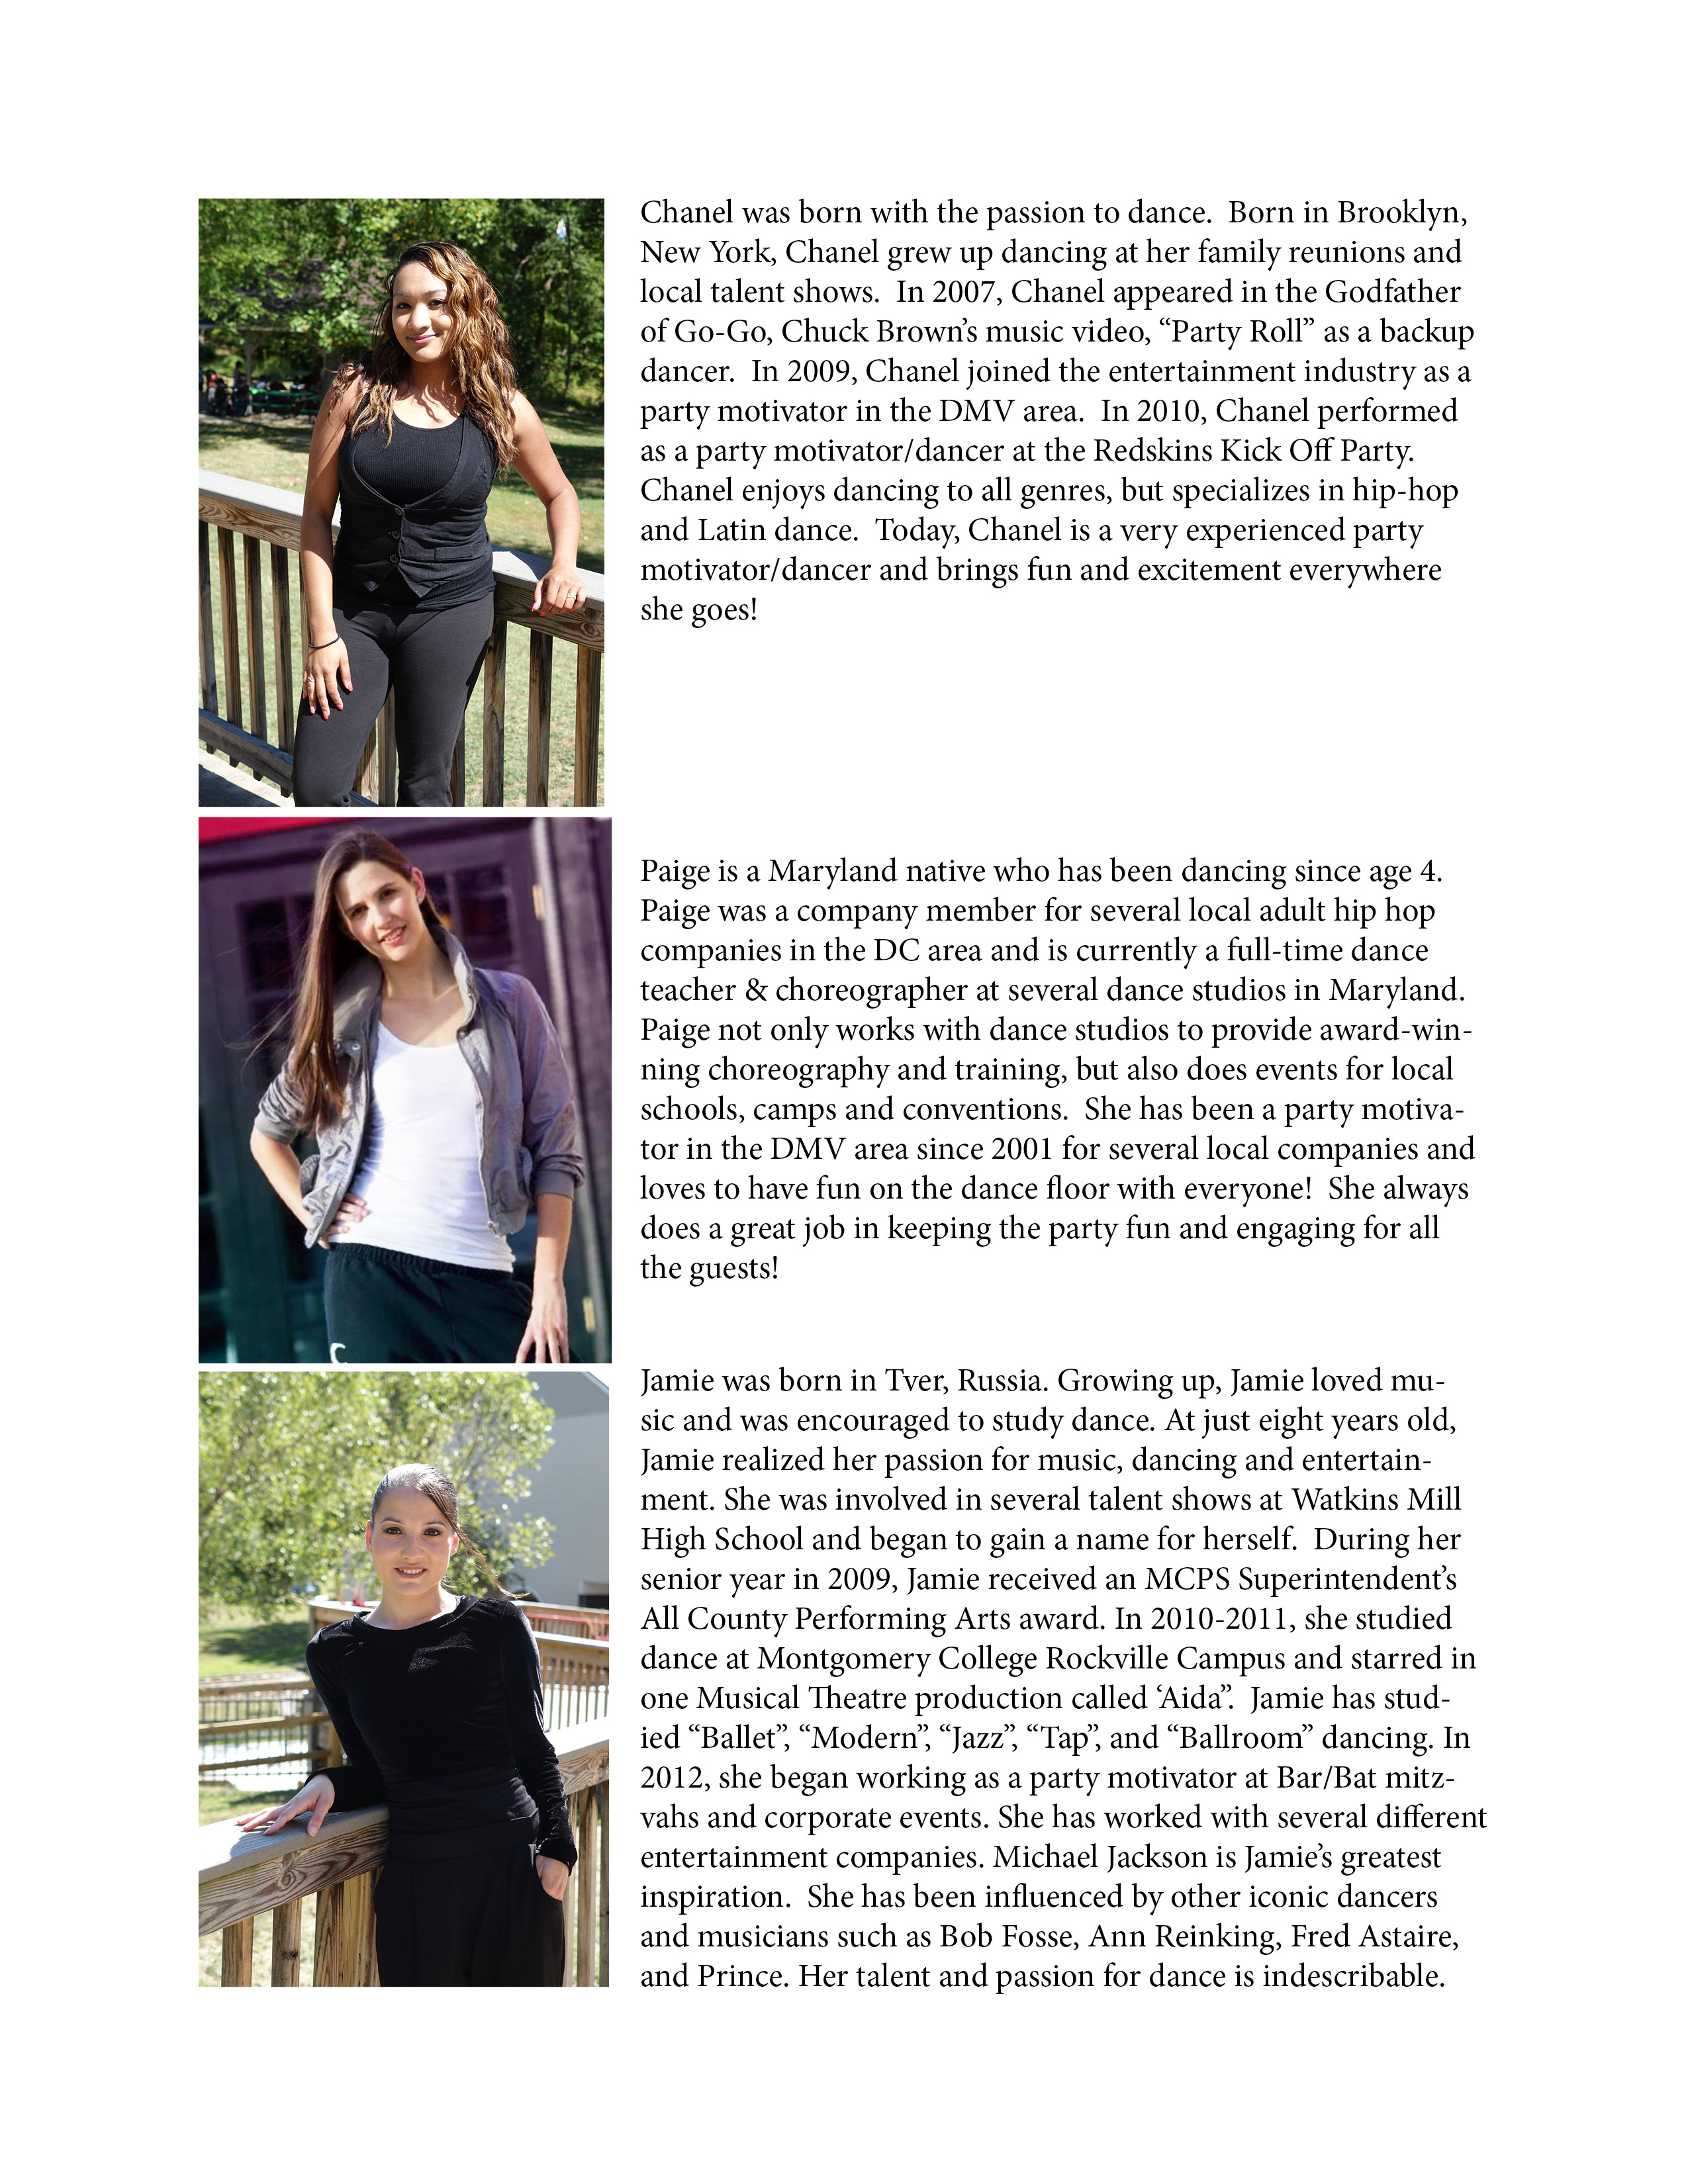 Chanel was born with the passion to dance.  Born in Brooklyn,
New York, Chanel grew up dancing at her family reunions and
local talent shows.  In 2007, Chanel appeared in the Godfather
of Go-Go, Chuck Brown’s music video, “Party Roll” as a backup
dancer.  In 2009, Chanel joined the entertainment industry as a
party motivator in the DMV area.  In 2010, Chanel performed
as a party motivator/dancer at the Redskins Kick Off Party.
Chanel enjoys dancing to all genres, but specializes in hip-hop
and Latin dance.  Today, Chanel is a very experienced party
motivator/dancer and brings fun and excitement everywhere
she goes!
Paige is a Maryland native who has been dancing since age 4.
Paige was a company member for several local adult hip hop
companies in the DC area and is currently a full-time dance
teacher & choreographer at several dance studios in Maryland.
Paige not only works with dance studios to provide award-win-
ning choreography and training, but also does events for local
schools, camps and conventions.  She has been a party motiva-
tor in the DMV area since 2001 for several local companies and
loves to have fun on the dance floor with everyone!  She always
does a great job in keeping the party fun and engaging for all
the guests!
Jamie was born in Tver, Russia. Growing up, Jamie loved mu-
sic and was encouraged to study dance. At just eight years old,
Jamie realized her passion for music, dancing and entertain-
ment. She was involved in several talent shows at Watkins Mill
High School and began to gain a name for herself.  During her
senior year in 2009, Jamie received an MCPS Superintendent’s
All County Performing Arts award. In 2010-2011, she studied
dance at Montgomery College Rockville Campus and starred in
one Musical Theatre production called ‘Aida”.  Jamie has stud-
ied “Ballet”, “Modern”, “Jazz”, “Tap”, and “Ballroom” dancing. In
2012, she began working as a party motivator at Bar/Bat mitz-
vahs and corporate events. She has worked with several different
entertainment companies. Michael Jackson is Jamie’s greatest
inspiration.  She has been influenced by other iconic dancers
and musicians such as Bob Fosse, Ann Reinking, Fred Astaire,
and Prince. Her talent and passion for dance is indescribable.